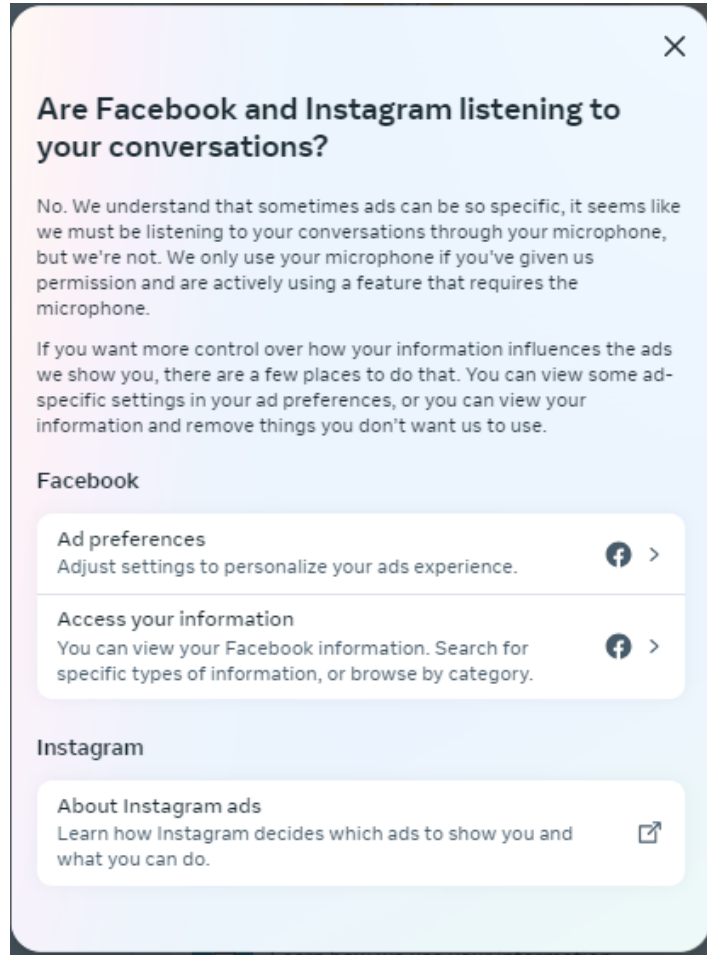 Are Facebook and Instagram listening to
your conversations?
No. We understand that sometimes ads can be so specific, it seems like
we must be listening to your conversations through your microphone,
but we're not. We only use your microphone if you've given us
permission and are actively using a feature that requires the
microphone.
If you want more control over how your information influences the ads
we show you, there are a few places to do that. You can view some ad-
specific settings in your ad preferences, or you can view your
information and remove things you don't want us to use.
Facebook
Ad preferences
Adjust settings to personalize your ads experience.
Access your information
You can view your Facebook information. Search for
specific types of information, or browse by category.
Instagram
About Instagram ads
Learn how Instagram decides which ads to show you and
what you can do.